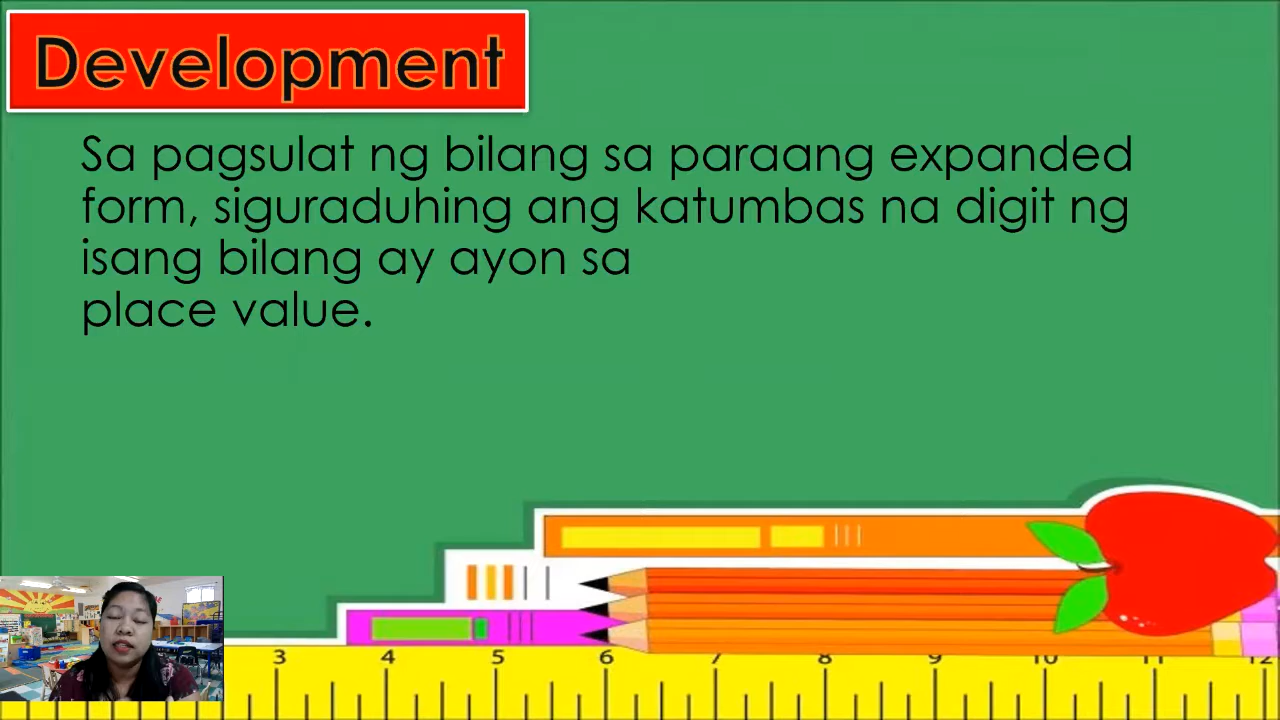 Development
Sa pagsulat ng bilang sa paraang expanded
form, siguraduhing ang katumbas na digit ng
isang bilang ay ayon sa
place value.
3 4 5 6 7 8 9 10 11 12